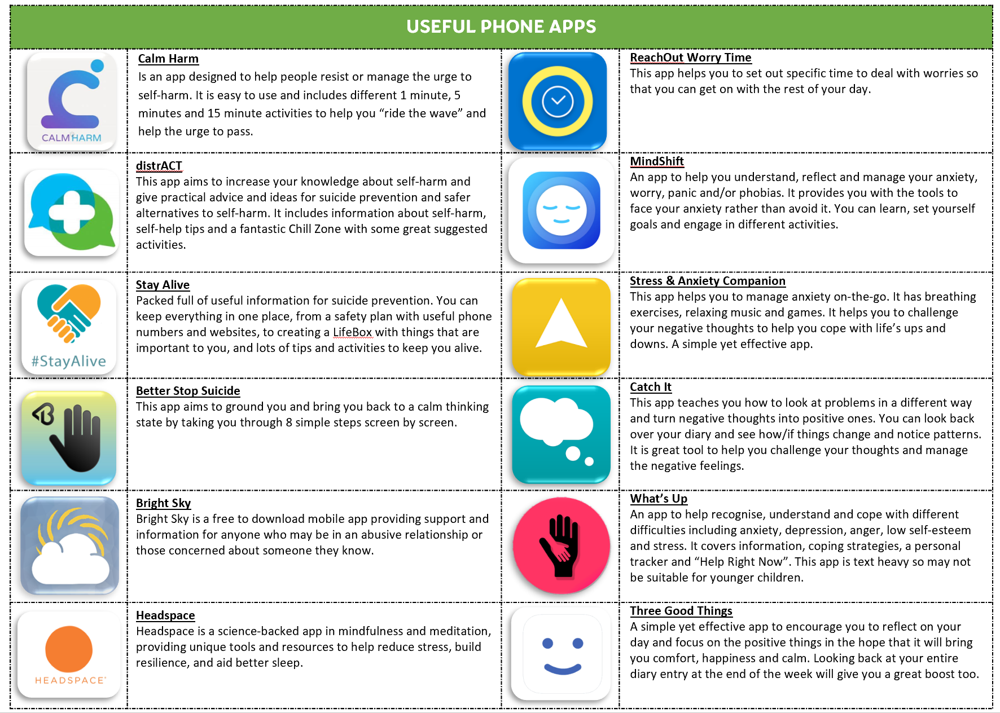 USEFUL PHONE APPS
CALM HARM
Calm Harm
Is an app designed to help people resist or manage the urge to
self-harm. It is easy to use and includes different 1 minute, 5
minutes and 15 minute activities to help you “ride the wave” and
help the urge to pass.
ReachOut Worry Time
This app helps you to set out specific time to deal with worries so
that you can get on with the rest of your day.
distrACT
This app aims to increase your knowledge about self-harm and
give practical advice and ideas for suicide prevention and safer
alternatives to self-harm. It includes information about self-harm,
self-help tips and a fantastic Chill Zone with some great suggested
activities.
MindShift
An app to help you understand, reflect and manage your anxiety,
worry, panic and/or phobias. It provides you with the tools to
face your anxiety rather than avoid it. You can learn, set yourself
goals and engage in different activities.
#StayAlive
Stay Alive
Packed full of useful information for suicide prevention. You can
keep everything in one place, from a safety plan with useful phone
numbers and websites, to creating a LifeBox with things that are
important to you, and lots of tips and activities to keep you alive.
Stress & Anxiety Companion
This app helps you to manage anxiety on-the-go. It has breathing
exercises, relaxing music and games. It helps you to challenge
your negative thoughts to help you cope with life’s ups and
downs. A simple yet effective app.
Better Stop Suicide
This app aims to ground you and bring you back to a calm thinking
state by taking you through 8 simple steps screen by screen.
Catch It
This app teaches you how to look at problems in a different way
and turn negative thoughts into positive ones. You can look back
over your diary and see how/if things change and notice patterns.
It is great tool to help you challenge your thoughts and manage
the negative feelings.
Bright Sky
Bright Sky is a free to download mobile app providing support and
information for anyone who may be in an abusive relationship or
those concerned about someone they know.
What’s Up
An app to help recognise, understand and cope with different
difficulties including anxiety, depression, anger, low self-esteem
and stress. It covers information, coping strategies, a personal
tracker and “Help Right Now”. This app is text heavy so may not
be suitable for younger children.
HEADSPACE
Headspace
Headspace is a science-backed app in mindfulness and meditation,
providing unique tools and resources to help reduce stress, build
resilience, and aid better sleep.
Three Good Things
A simple yet effective app to encourage you to reflect on your
day and focus on the positive things in the hope that it will bring
you comfort, happiness and calm. Looking back at your entire
diary entry at the end of the week will give you a great boost too.